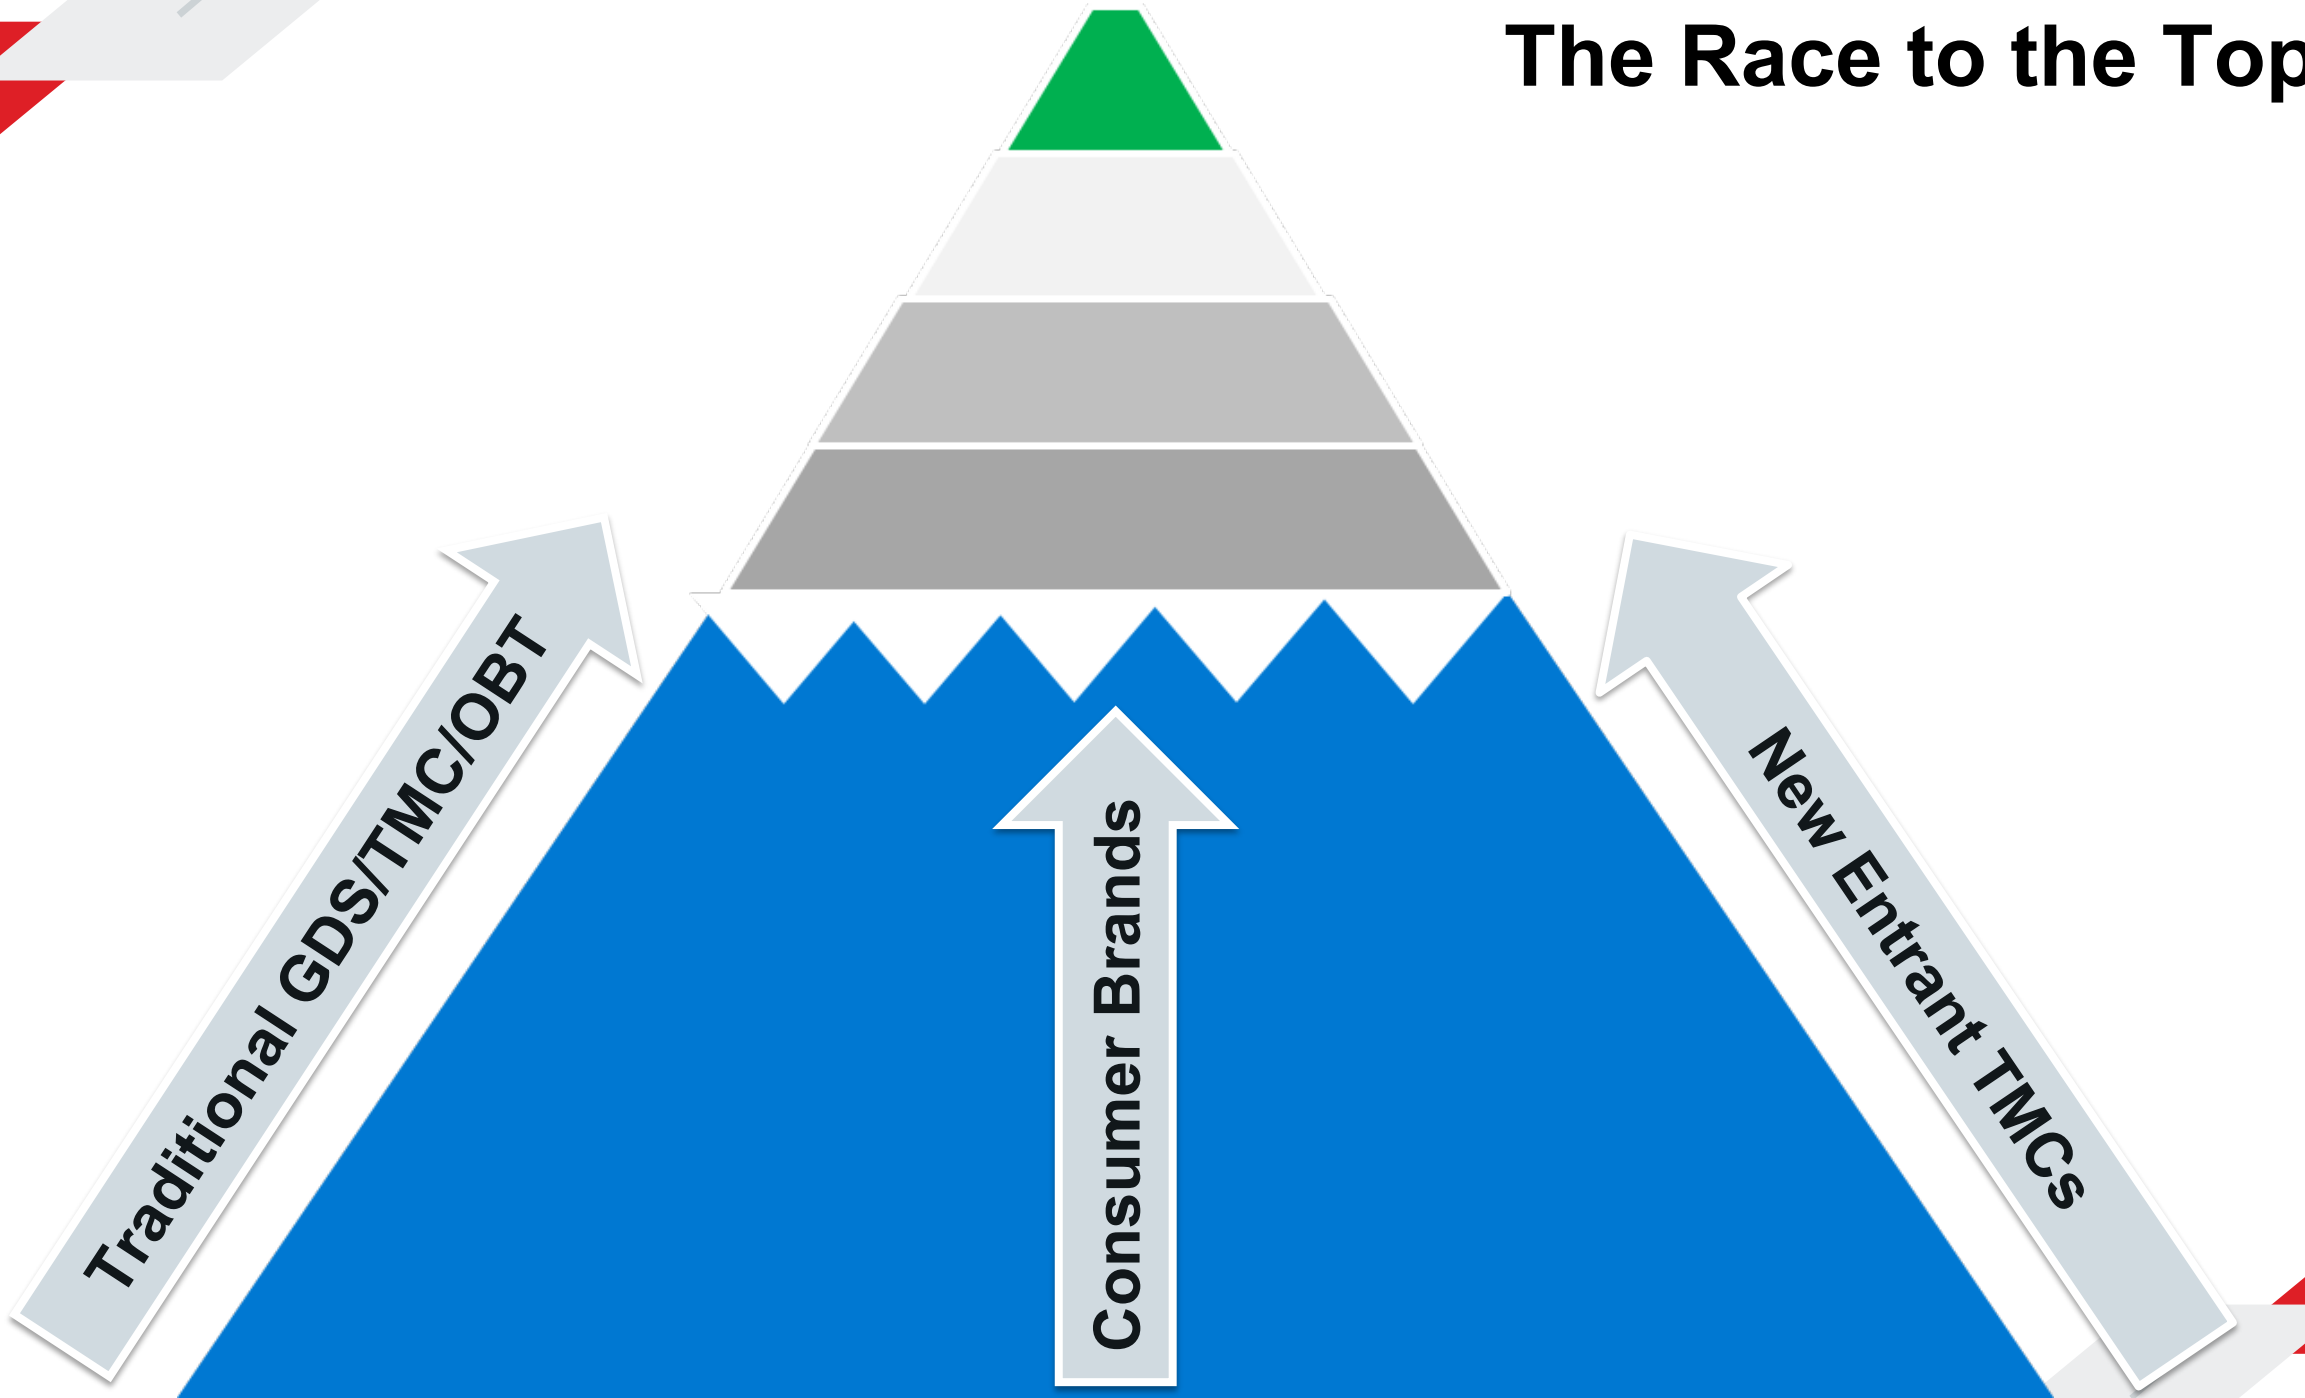 The Race to the Top
Traditional GDS/TMC/OBT
Consumer Brands
New Entrant TMCs